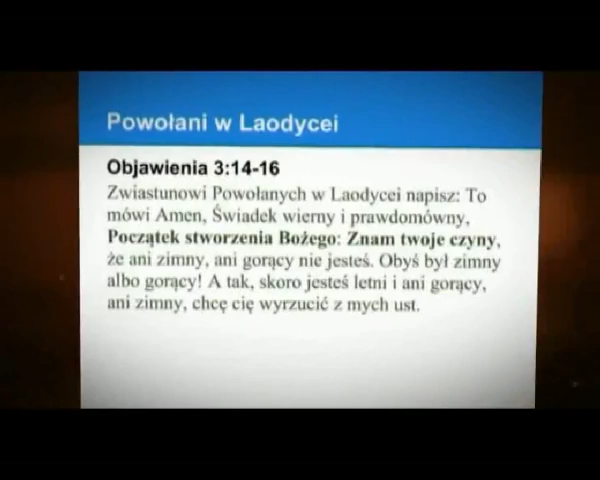 Powołani w Laodycei
Objawienia 3:14-16
Zwiastunowi Powołanych w Laodycei napisz: To
mówi Amen, Świadek wierny i prawdomówny,
Początek stworzenia Bożego: Znam twoje czyny,
że ani zimny, ani gorący nie jesteś. Obyś był zimny
albo gorący! A tak, skoro jesteś letni i ani gorący,
ani zimny, chcę cię wyrzucić z mych ust.